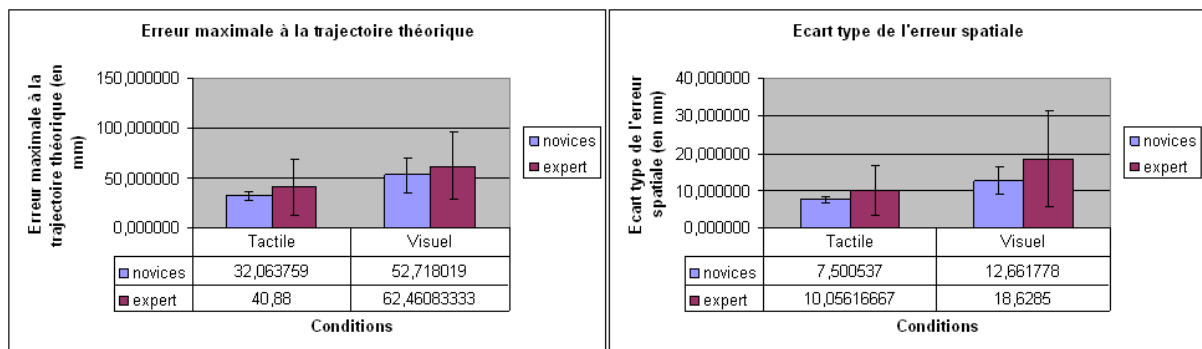 Erreur maximale à la trajectoire théorique
Erreur maximale à la
trajectoire théorique (en
mm)
150,000000
100,000000
50,000000
0,000000
novices
expert
Tactile Visuel
novices 32,063759 52,718019
expert 40,88 62,46083333
Conditions
Ecart type de l'erreur spatiale
Ecart type de l'erreur
spatiale (en mm)
40,000000
30,000000
20,000000
10,000000
0,000000
novices
expert
Tactile Visuel
novices 7,500537 12,661778
expert 10,05616667 18,6285
Conditions